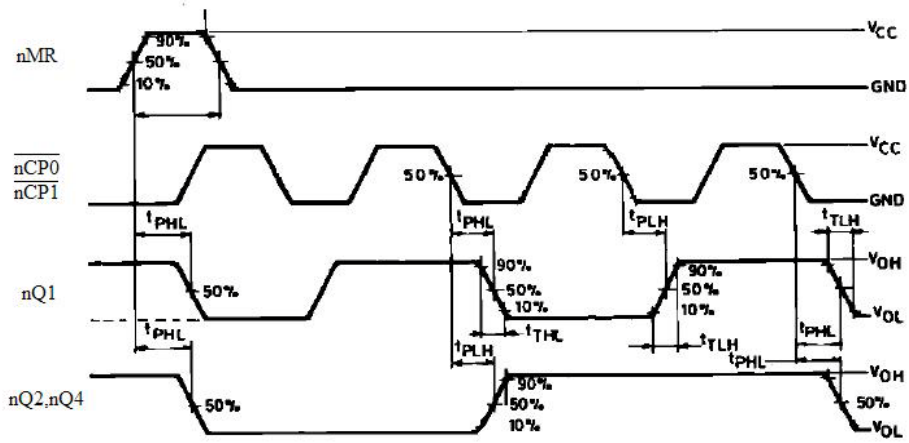 nMR
90%
50%
10%
VCC
GND
nCP0
nCP1
50%
50%
50%
VCC
GND
tPHL
tPHL
tPLH
tTLH
nQ1
50%
90%
50%
10%
90%
50%
10%
VOH
VOL
tPHL
tTHL
tPLH
tTLH
tPHL
tPHL
nQ2,nQ4
50%
90%
50%
10%
VOH
50%
VOL